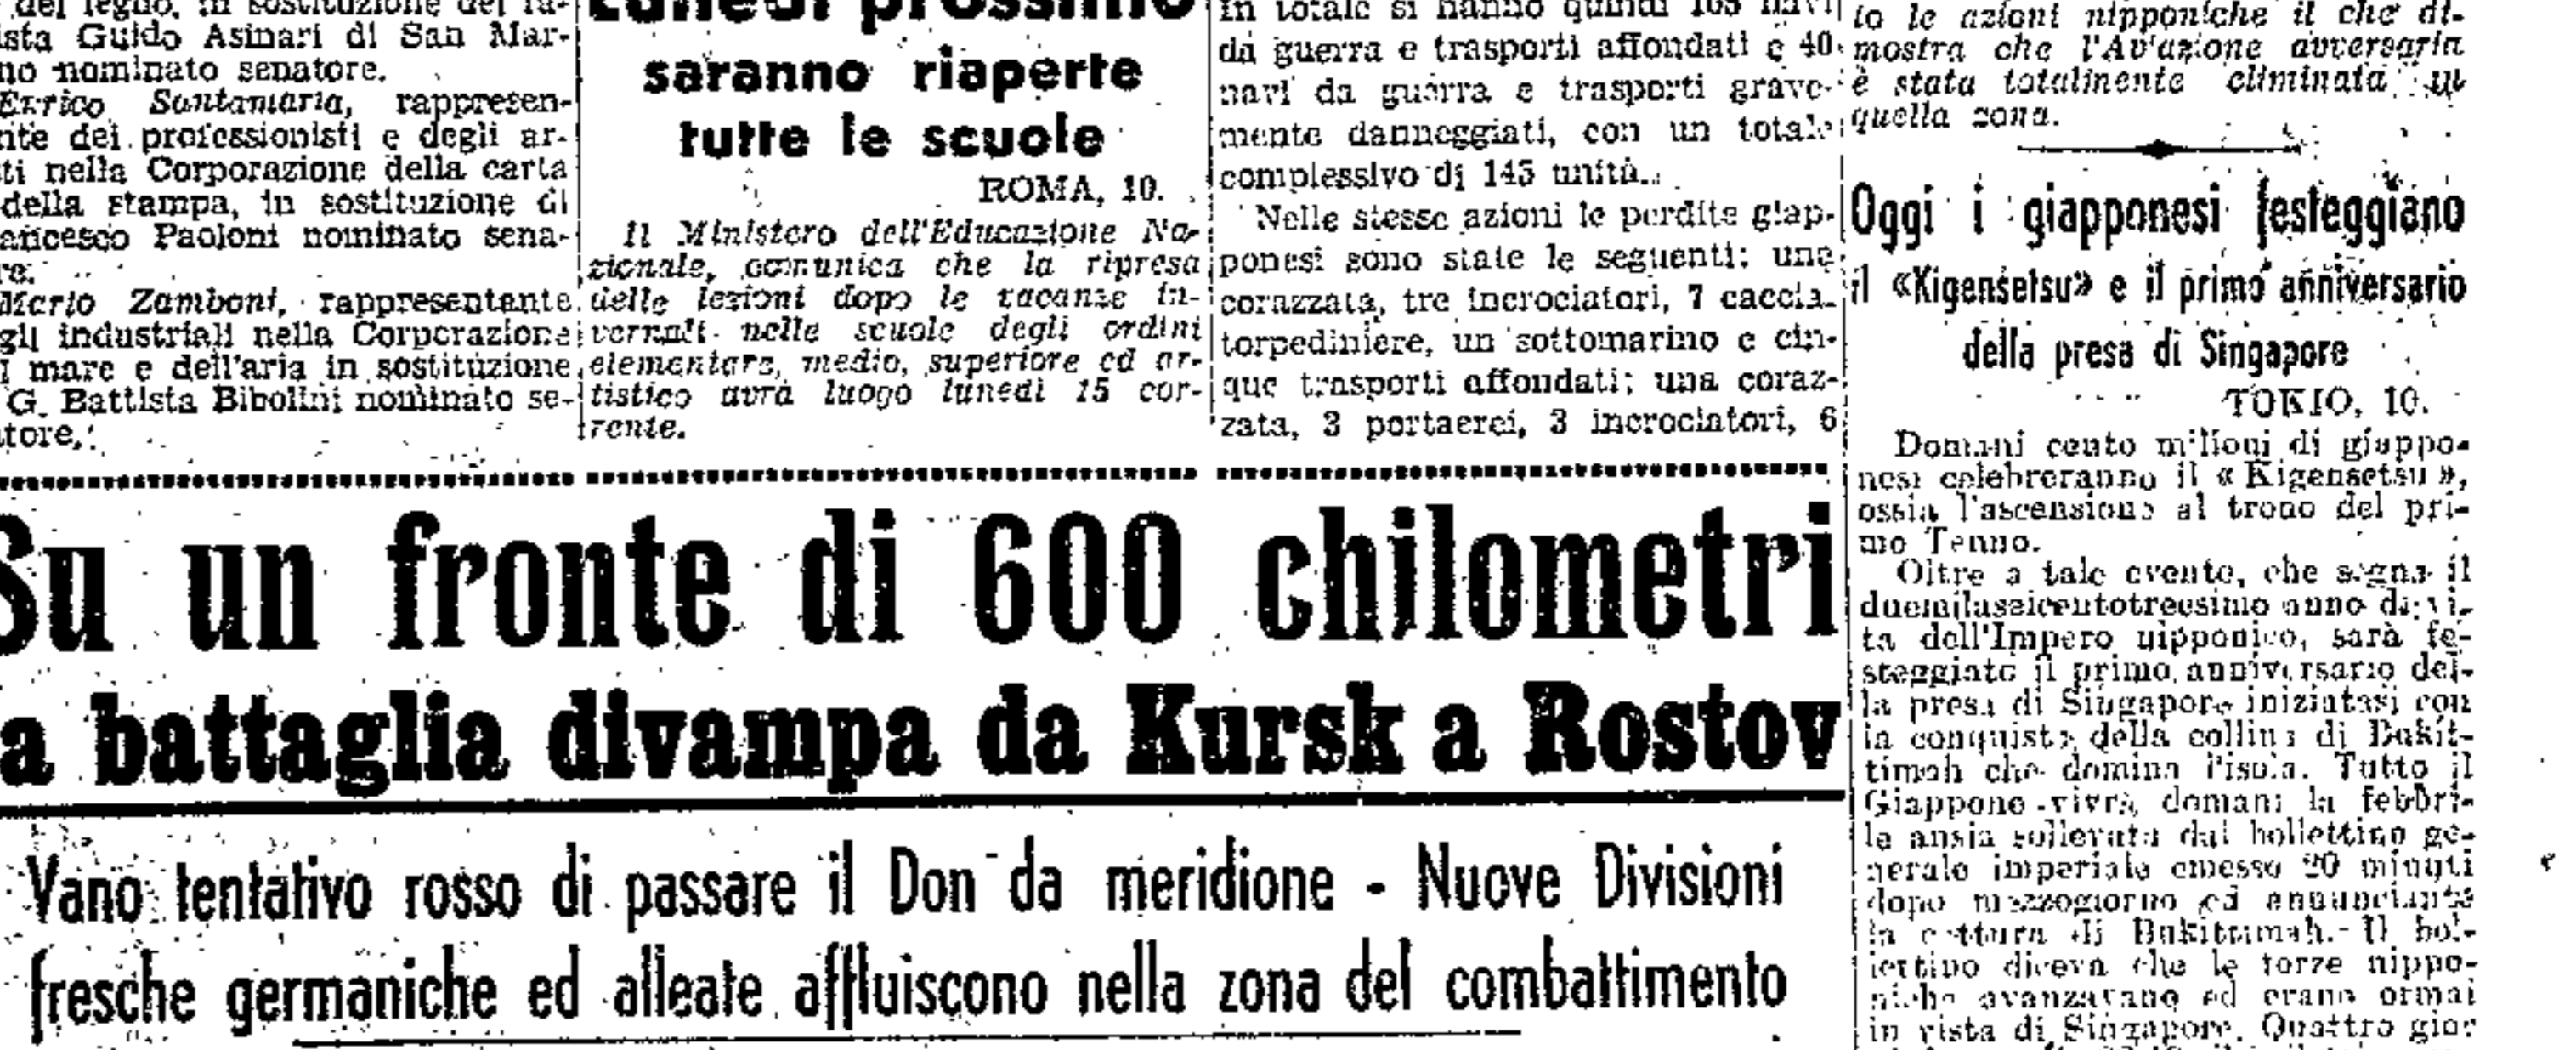 del legno, in sostituzione del
ista Guido Asinari di San Mar-
no nominato senatore.
Enrico Santamaria, rappresen-
nte dei professionisti e degli ar-
ti nella Corporazione della carta
della stampa, in sostituzione di
ancesco Paoloni nominato sena-
re.
Mario Zamboni, rappresentante
gli industriali nella Corporazione
mare e dell'aria in sostituzione
G. Battista Bibolini nominato se-
tore.
Lunedì prossimo
saranno riaperte
tutte le scuole
ROMA, 10.
Il Ministero dell'Educazione Na-
zionale, comunica che la ripresa
delle lezioni dopo le vacanze in-
vernali nelle scuole degli ordini
elementare, medio, superiore ed ar-
tistico avrà luogo lunedì 15 cor-
rente.
In totale si hanno quindi 105 navi
da guerra e trasporti affondati e 40
navi da guerra e trasporti grave-
mente danneggiati, con un totale
complessivo di 145 unità.
Nelle stesse azioni le perdite giap-
ponesi sono state le seguenti: una
corazzata, tre incrociatori, 7 caccia-
torpediniere, un sottomarino e cin-
que trasporti affondati; una coraz-
zata, 3 portaerei, 3 incrociatori, 6
Su un fronte di 600 chilometri
a battaglia divampa da Kursk a Rostov
Vano tentativo rosso di passare il Don da meridione - Nuove Divisioni
fresche germaniche ed alleate affluiscono nella zona del combattimento
to le azioni nipponiche il che di-
mostra che l'Aviazione avversaria
è stata totalmente eliminata in
quella zona.
Oggi i giapponesi festeggiano
il «Kigensetsu» e il primo anniversario
della presa di Singapore
TOKIO, 10.
Domani cento milioni di giappo-
nesi celebreranno il « Kigensetsu »,
ossia l'ascensione al trono del pri-
mo Tenno.
Oltre a tale evento, che segna il
duemilaseicentotreesimo anno di vi-
ta dell'Impero nipponico, sarà fe-
steggiato il primo anniversario del-
la presa di Singapore iniziatasi con
la conquista della collina di Bukit-
timah che domina l'isola. Tutto il
Giappone vivrà domani la febbri-
le ansia sollevata dal bollettino ge-
nerale imperiale emesso 20 minuti
dopo mezzogiorno ed annunciante
la cattura di Bukittimah. Il bol-
lettino diceva che le forze nippo-
niche avanzavano ed erano ormai
in vista di Singapore. Quattro gior